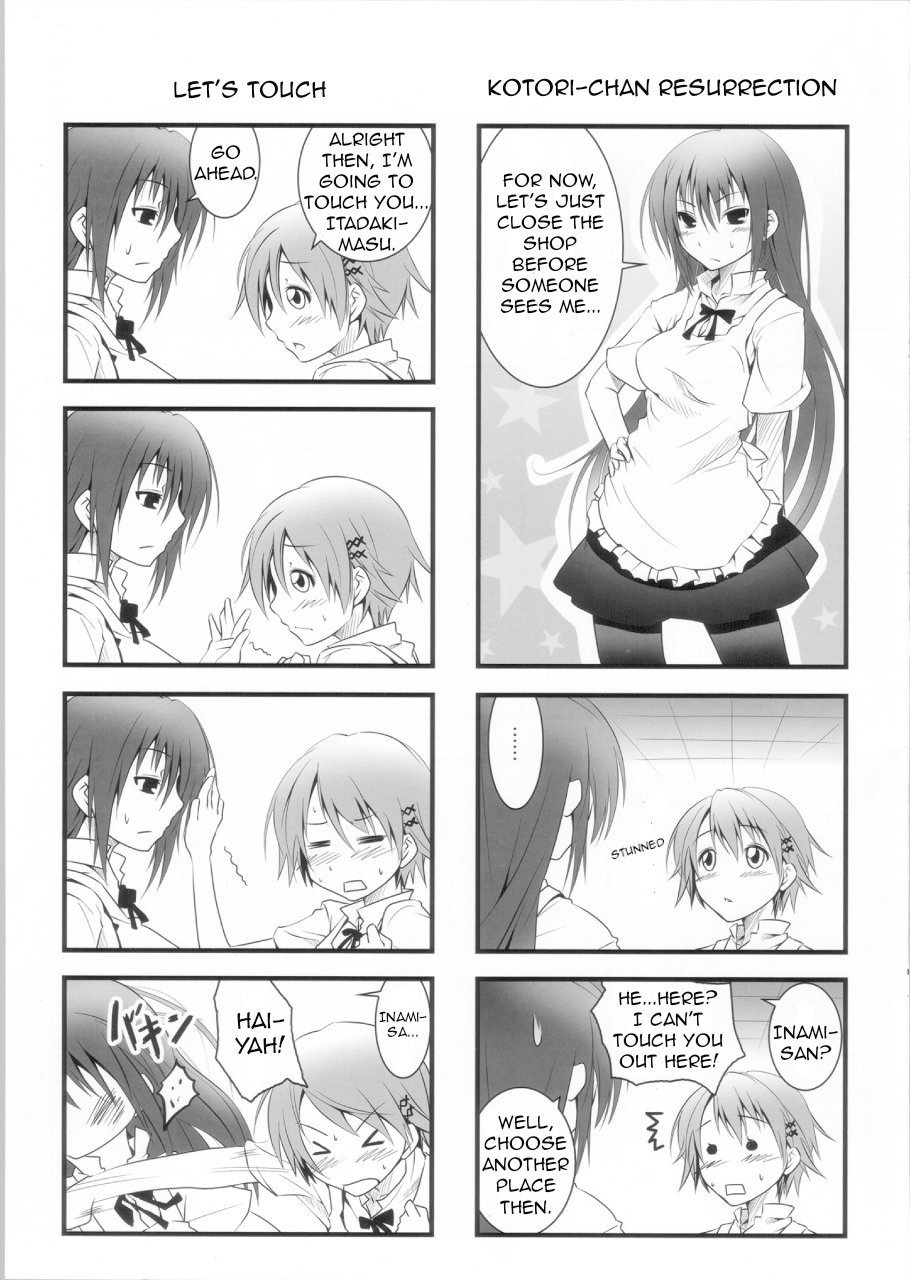 KOTORI-CHAN RESURRECTION
FOR NOW,
LET'S JUST
CLOSE THE
SHOP
BEFORE
SOMEONE
SEES ME...
........
STUNNED
INAMI-
SAN?
HE...HERE?
I CAN'T
TOUCH YOU
OUT HERE!
WELL,
CHOOSE
ANOTHER
PLACE
THEN.
LET'S TOUCH
ALRIGHT
THEN, I'M
GOING TO
TOUCH YOU...
ITADAKI-
MASU.
GO
AHEAD.
INAMI-
SA...
HAI-
YAH!
バキン